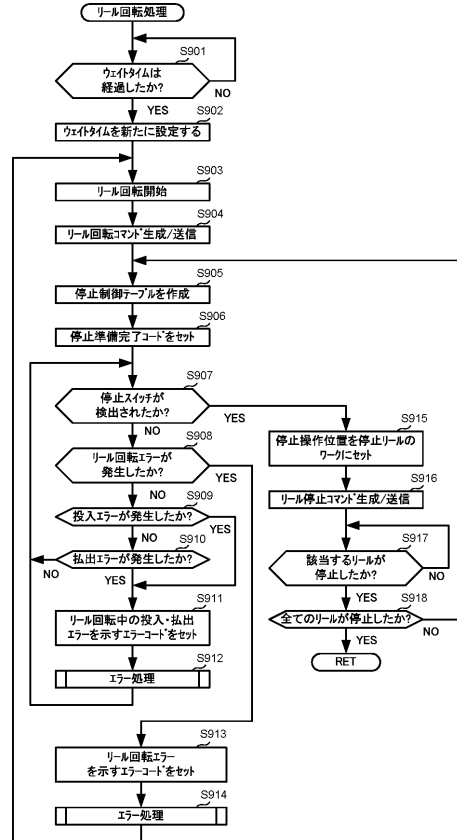 リール回転処理
S901
ウェイトタイムは
経過したか?
NO
YES
S902
ウェイトタイムを新たに設定する
S903
リール回転開始
S904
リール回転コマンド生成/送信
S905
停止制御テーブルを作成
S906
停止準備完了コードをセット
S907
停止スイッチが
検出されたか?
YES
NO
S908
リール回転エラーが
発生したか?
YES
NO
S909
投入エラーが発生したか?
YES
NO
S910
払出エラーが発生したか?
NO
YES
S911
リール回転中の投入・払出
エラーを示すエラーコードをセット
S912
エラー処理
S913
リール回転エラー
を示すエラーコードをセット
S914
エラー処理
S915
停止操作位置を停止リールの
ワークにセット
S916
リール停止コマンド生成/送信
S917
該当するリールが
停止したか?
NO
YES
S918
全てのリールが停止したか?
NO
YES
RET